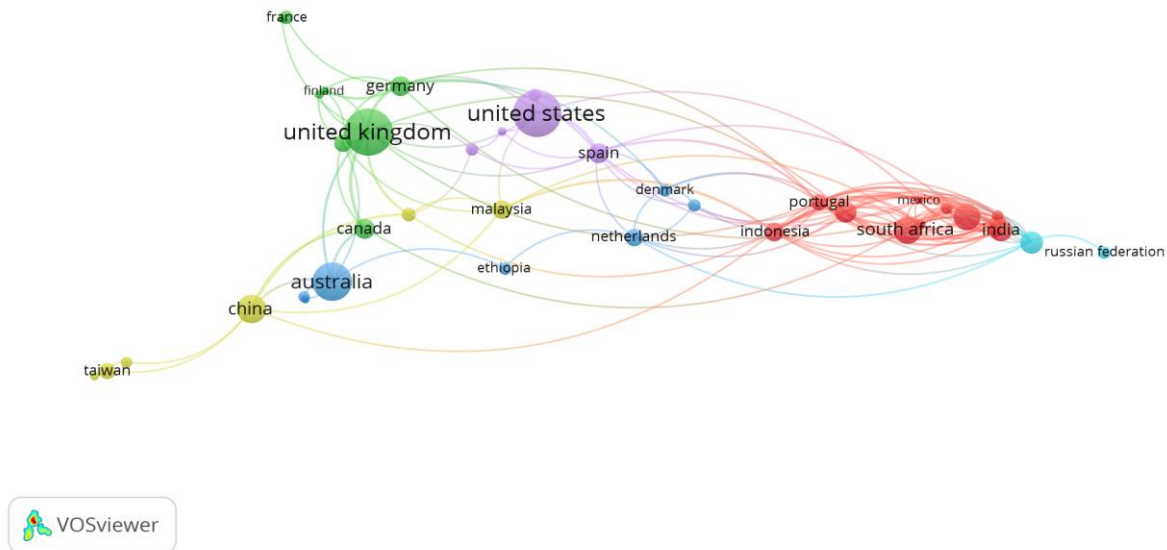 france
finland
germany
united states
united kingdom
spain
denmark
malaysia
portugal
mexico
canada
netherlands
indonesia
south africa
india
russian federation
ethiopia
australia
china
taiwan
VOSviewer